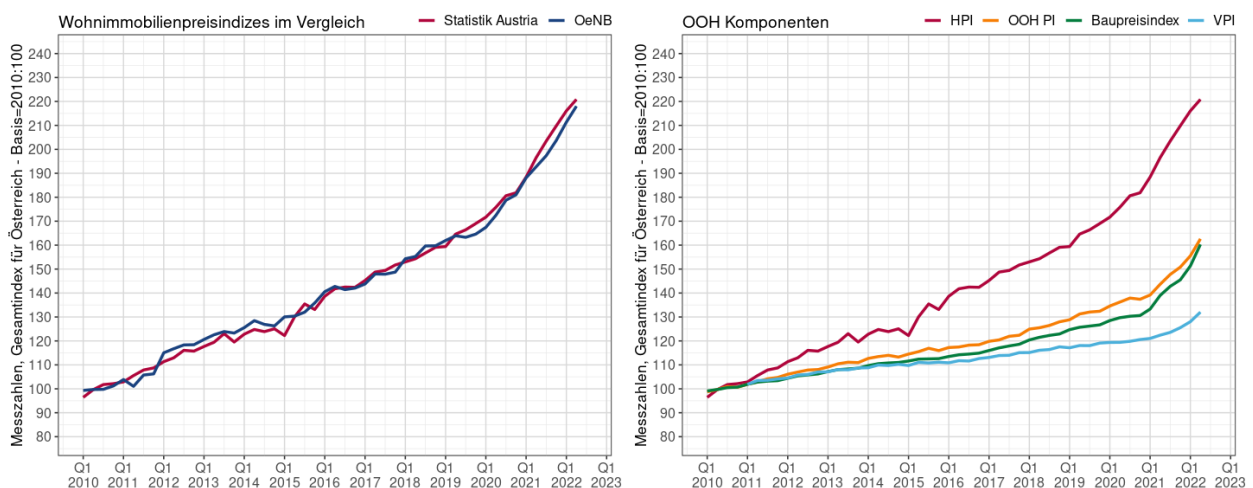 Wohnimmobilienpreisindizes im Vergleich
Statistik Austria
OeNB
Messzahlen, Gesamtindex für Österreich - Basis=2010:100
240
230
220
210
200
190
180
170
160
150
140
130
120
110
100
90
80
Q1 Q1 Q1 Q1 Q1 Q1 Q1 Q1 Q1 Q1 Q1 Q1 Q1 Q1
2010 2011 2012 2013 2014 2015 2016 2017 2018 2019 2020 2021 2022 2023
OOH Komponenten
HPI
OOH PI
Baupreisindex
VPI
Messzahlen, Gesamtindex für Österreich - Basis=2010:100
240
230
220
210
200
190
180
170
160
150
140
130
120
110
100
90
80
Q1 Q1 Q1 Q1 Q1 Q1 Q1 Q1 Q1 Q1 Q1 Q1 Q1 Q1
2010 2011 2012 2013 2014 2015 2016 2017 2018 2019 2020 2021 2022 2023